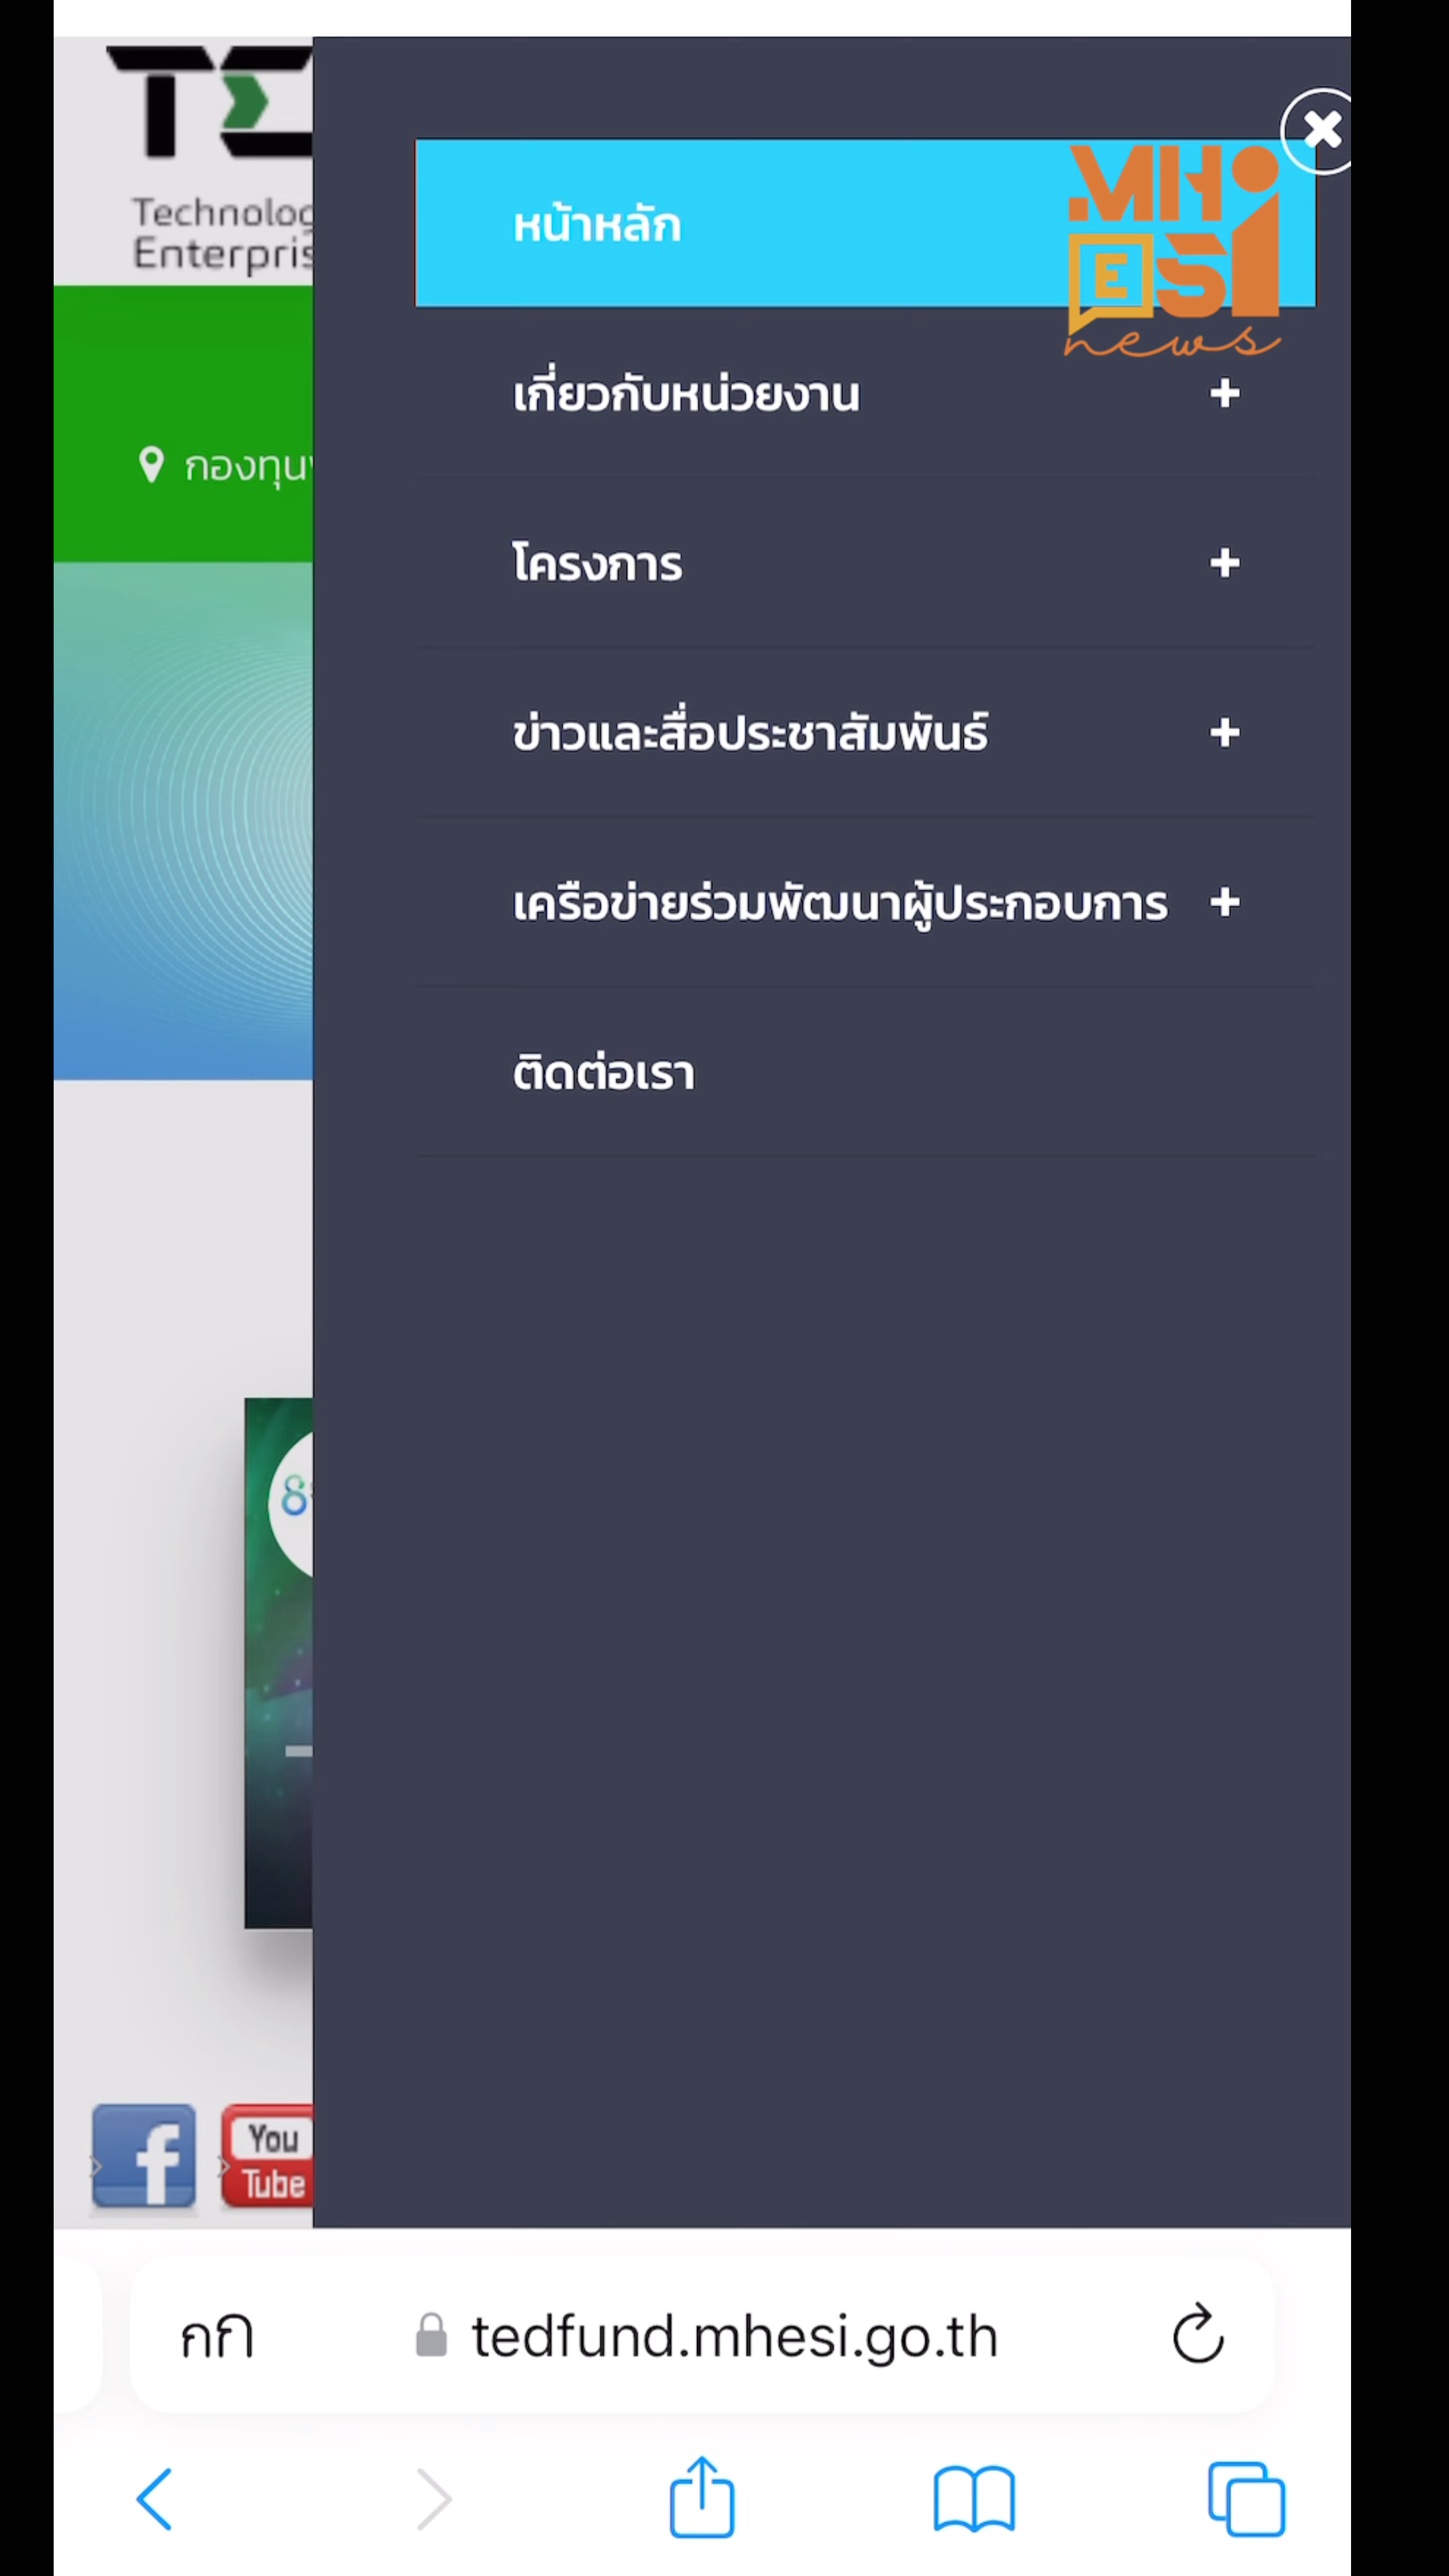 Technolog
Enterpris
กองทุน
MHESI
news
หน้าหลัก
เกี่ยวกับหน่วยงาน
โครงการ
ข่าวและสื่อประชาสัมพันธ์
เครือข่ายร่วมพัฒนาผู้ประกอบการ
ติดต่อเรา
You
Tube
กก
tedfund.mhesi.go.th